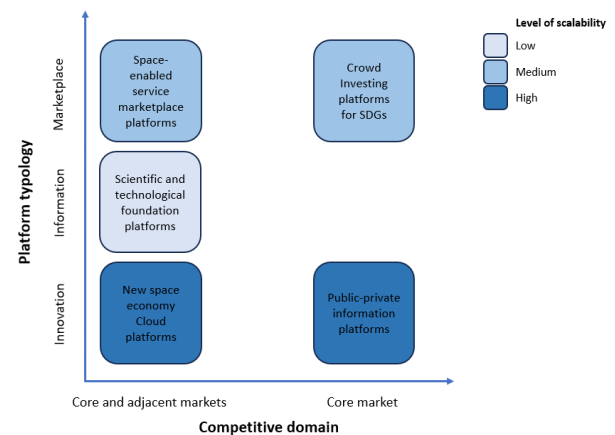 Level of scalability
Low
Medium
High
Platform typology
Marketplace
Information
Innovation
Space-
enabled
service
marketplace
platforms
Crowd
Investing
platforms
for SDGs
Scientific and
technological
foundation
platforms
New space
economy
Cloud
platforms
Public-private
information
platforms
Core and adjacent markets
Core market
Competitive domain